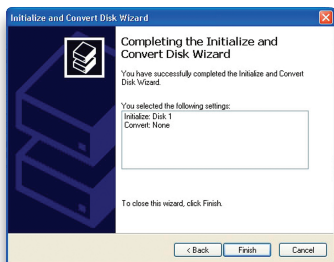 Initialize and Convert Disk Wizard
Completing the Initialize and
Convert Disk Wizard
You have successfully completed the Initialize and Convert
Disk Wizard.
You selected the following settings:
Initialize: Disk 1
Convert: None
To close this wizard, click Finish.
< Back
Finish
Cancel